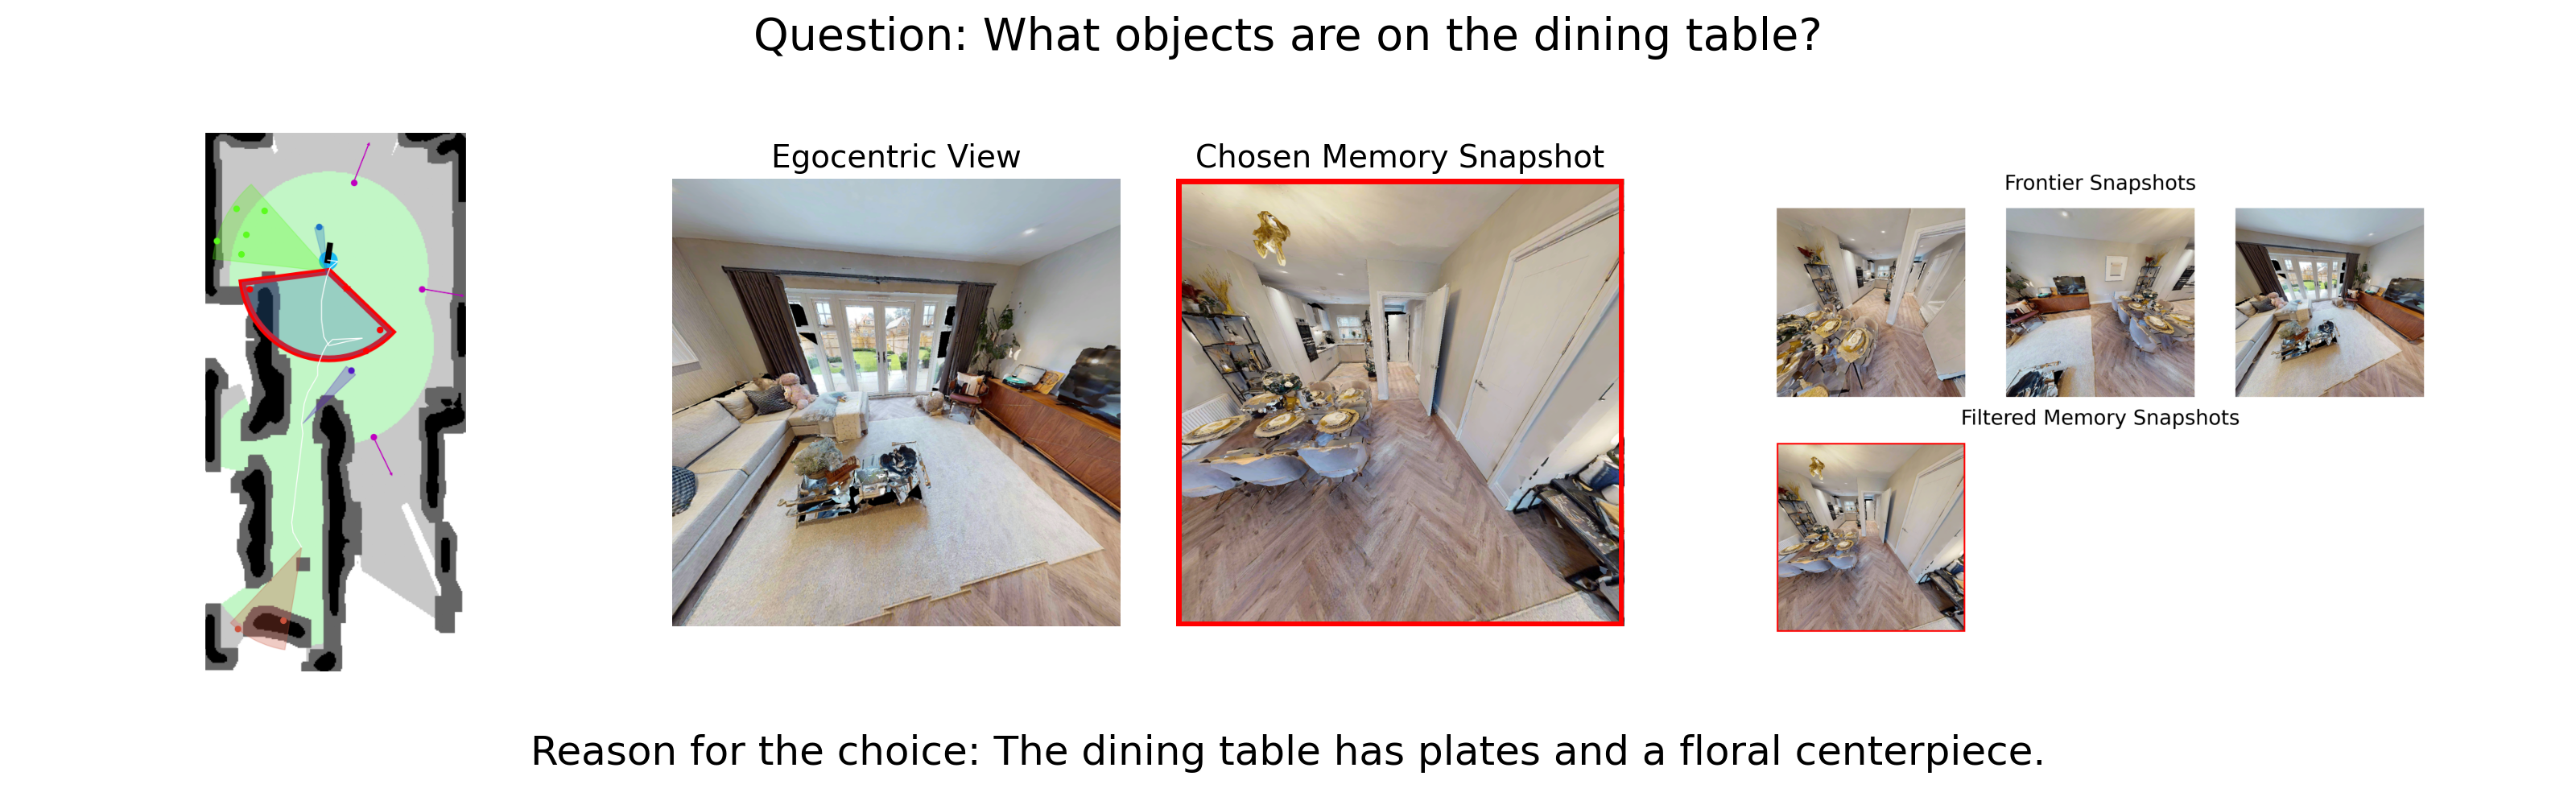 Question: What objects are on the dining table?
Egocentric View
Chosen Memory Snapshot
Frontier Snapshots
Filtered Memory Snapshots
Reason for the choice: The dining table has plates and a floral centerpiece.